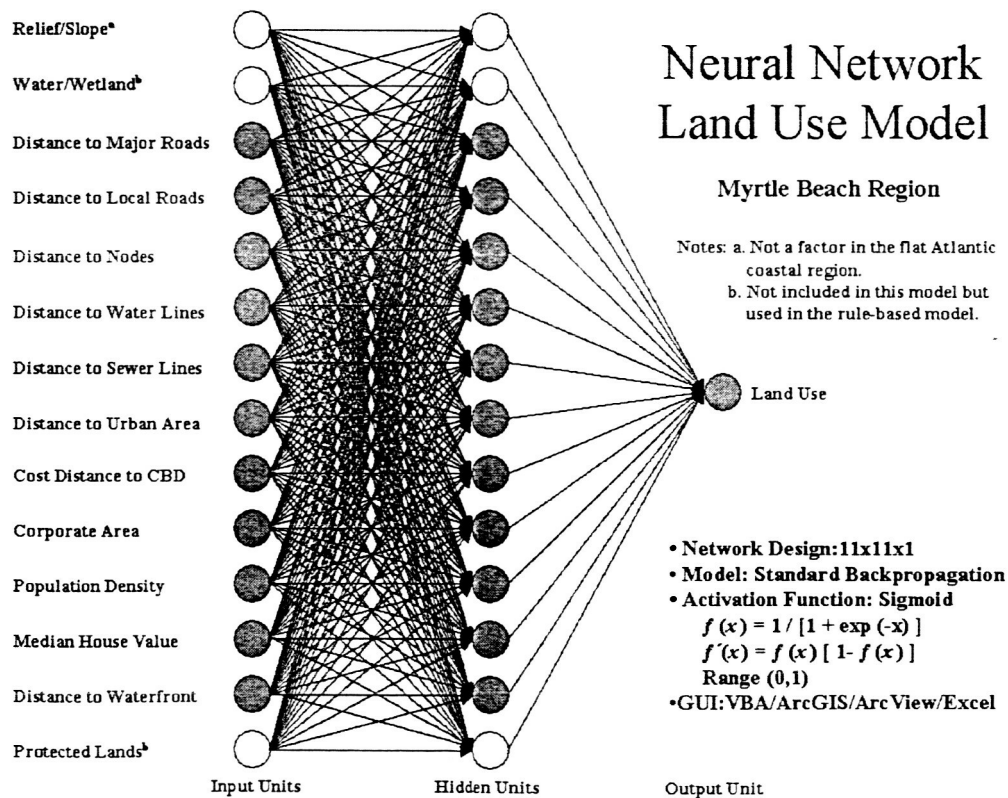 Relief/Slopeᵃ
Water/Wetlandᵇ
Distance to Major Roads
Distance to Local Roads
Distance to Nodes
Distance to Water Lines
Distance to Sewer Lines
Distance to Urban Area
Cost Distance to CBD
Corporate Area
Population Density
Median House Value
Distance to Waterfront
Protected Landsᵇ
Input Units
Hidden Units
Output Unit
Land Use
Neural Network
Land Use Model
Myrtle Beach Region
Notes: a. Not a factor in the flat Atlantic
coastal region.
b. Not included in this model but
used in the rule-based model.
• Network Design:11x11x1
• Model: Standard Backpropagation
• Activation Function: Sigmoid
f (x) = 1 / [1 + exp (-x) ]
f´(x) = f (x) [ 1- f (x) ]
Range (0,1)
•GUI:VBA/ArcGIS/ArcView/Excel